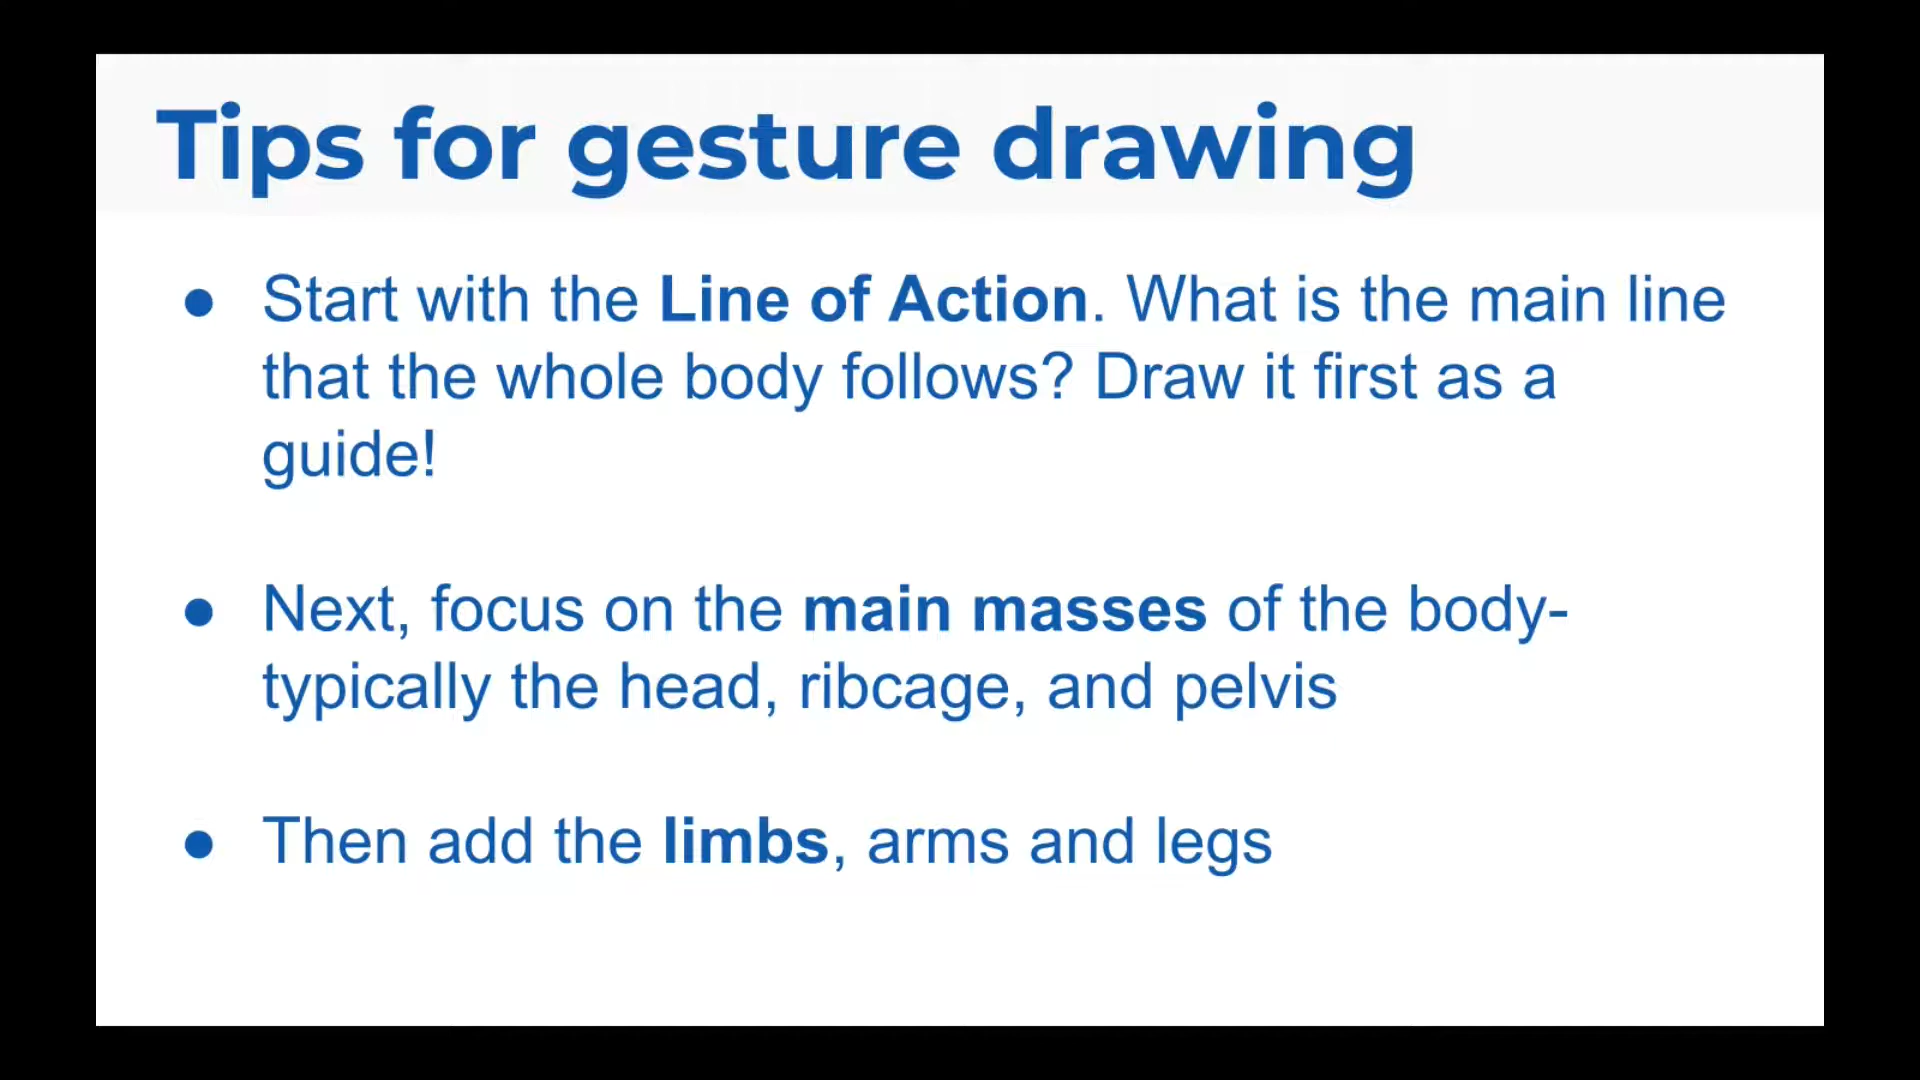 Tips for gesture drawing
● Start with the Line of Action. What is the main line
that the whole body follows? Draw it first as a
guide!
● Next, focus on the main masses of the body-
typically the head, ribcage, and pelvis
● Then add the limbs, arms and legs